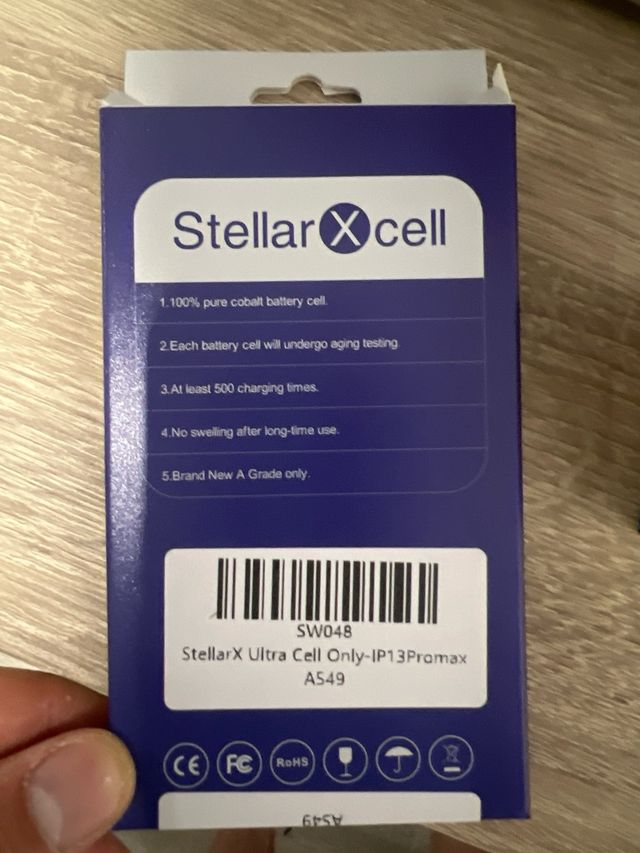 StellarXcell
1.100% pure cobalt battery cell.
2.Each battery cell will undergo aging testing.
3.At least 500 charging times.
4.No swelling after long-time use.
5.Brand New A Grade only.
SW048
StellarX Ultra Cell Only-IP13Promax
A549
CE FC RoHS
A549